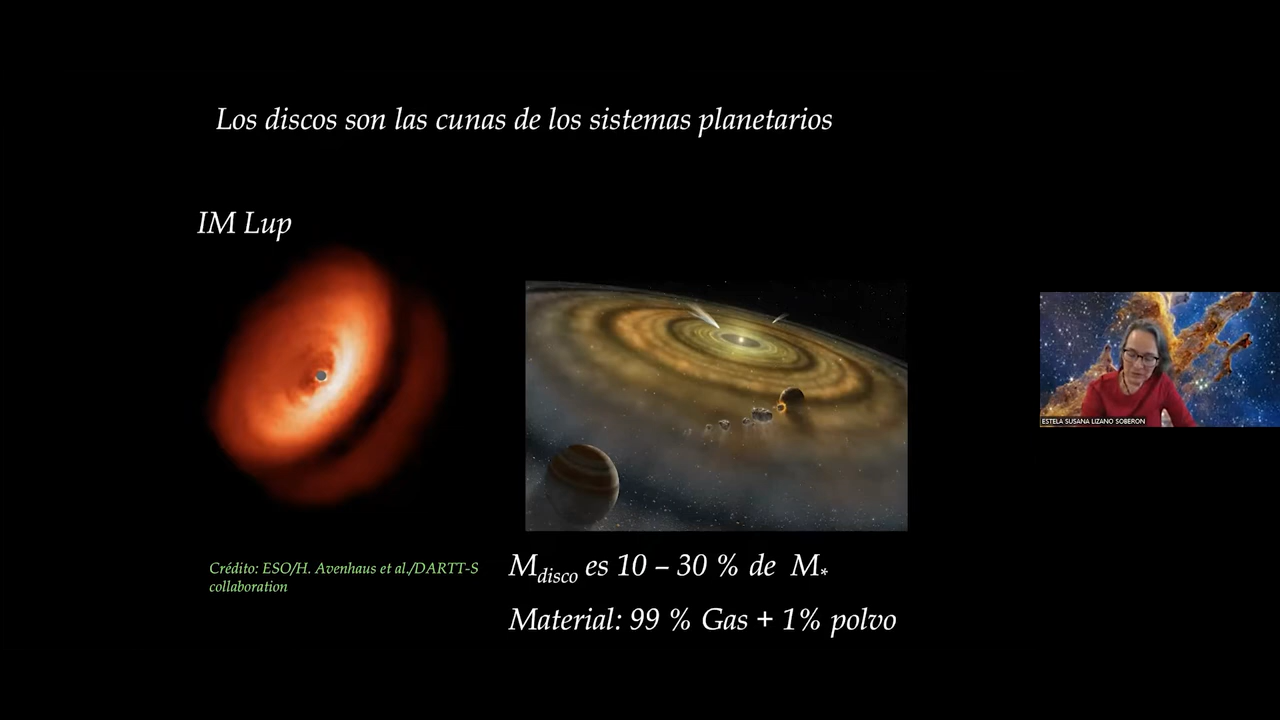 Los discos son las cunas de los sistemas planetarios
IM Lup
Crédito: ESO/H. Avenhaus et al./DARTT-S
collaboration
M_disco es 10 – 30 % de M*
Material: 99 % Gas + 1% polvo
ESTELA SUSANA LIZANO SOBERON